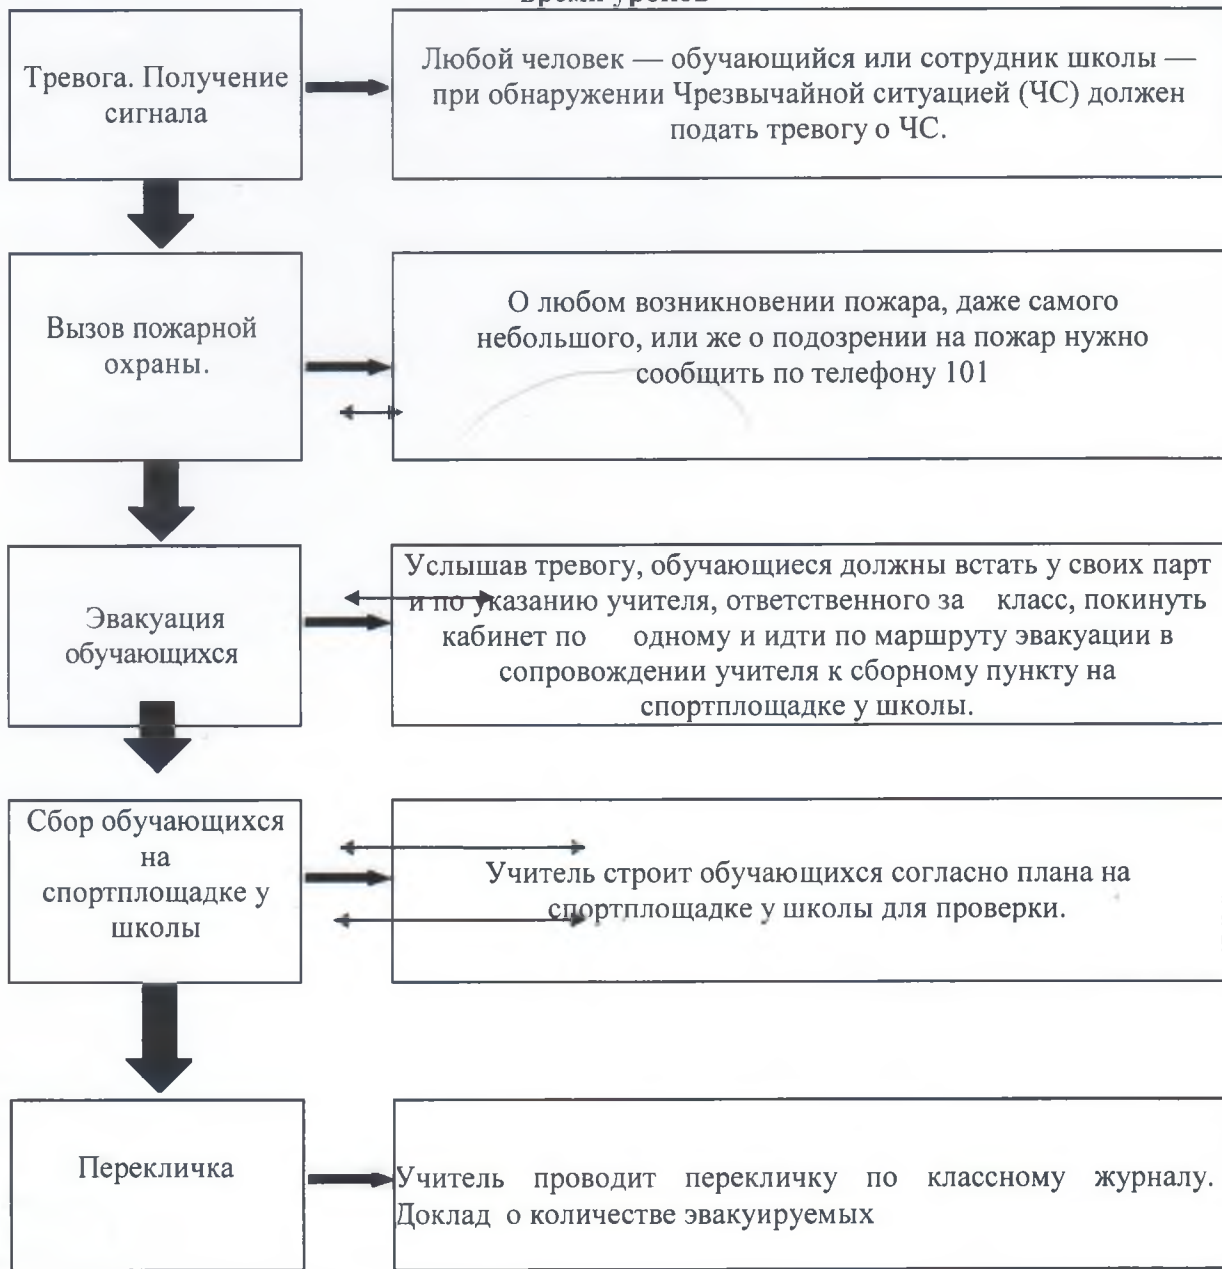 Тревога. Получение
сигнала
Любой человек — обучающийся или сотрудник школы —
при обнаружении Чрезвычайной ситуацией (ЧС) должен
подать тревогу о ЧС.
Вызов пожарной
охраны.
О любом возникновении пожара, даже самого
небольшого, или же о подозрении на пожар нужно
сообщить по телефону 101
Эвакуация
обучающихся
Услышав тревогу, обучающиеся должны встать у своих парт
и по указанию учителя, ответственного за класс, покинуть
кабинет по одному и идти по маршруту эвакуации в
сопровождении учителя к сборному пункту на
спортплощадке у школы.
Сбор обучающихся
на
спортплощадке у
школы
Учитель строит обучающихся согласно плана на
спортплощадке у школы для проверки.
Перекличка
Учитель проводит перекличку по классному журналу.
Доклад о количестве эвакуируемых